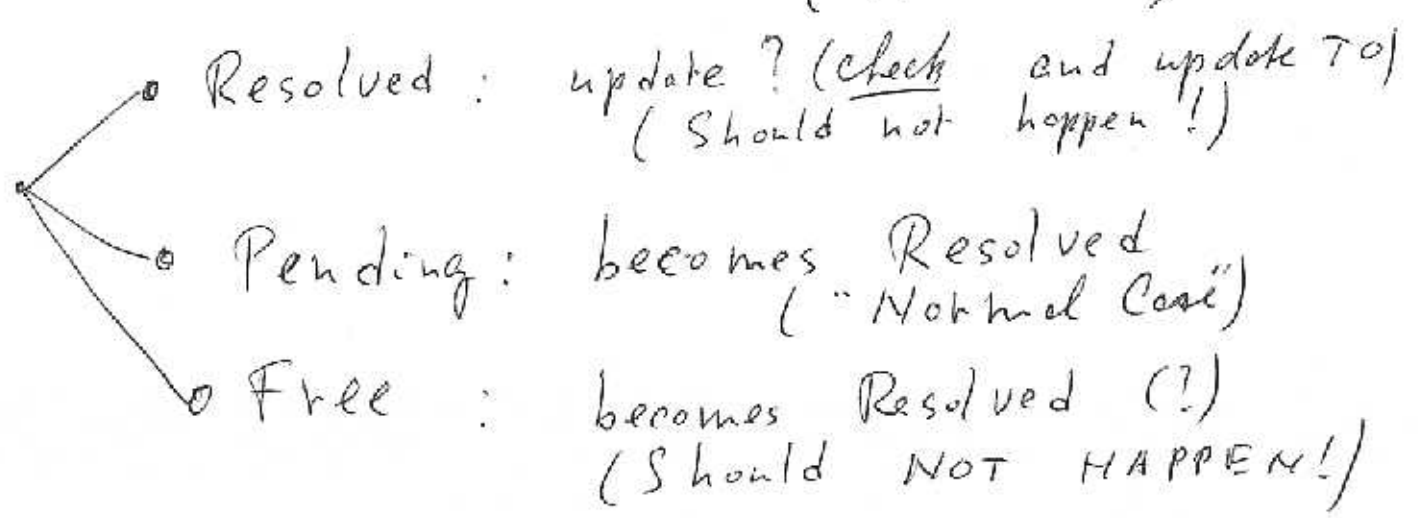 Resolved : update ? (check and update TO)
(Should not happen !)
Pending : becomes Resolved
("Normal Case")
Free : becomes Resolved (?)
(Should NOT HAPPEN!)